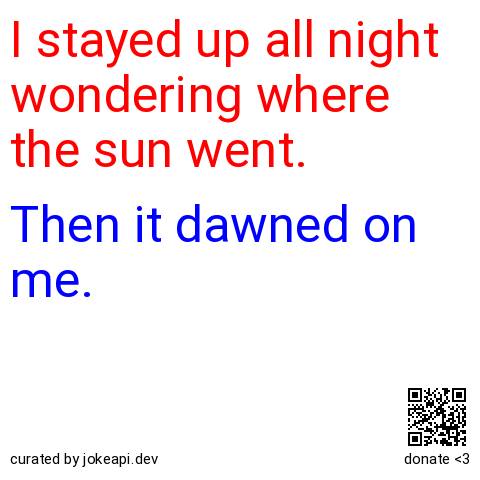 I stayed up all night
wondering where
the sun went.
Then it dawned on
me.
curated by jokeapi.dev
donate <3